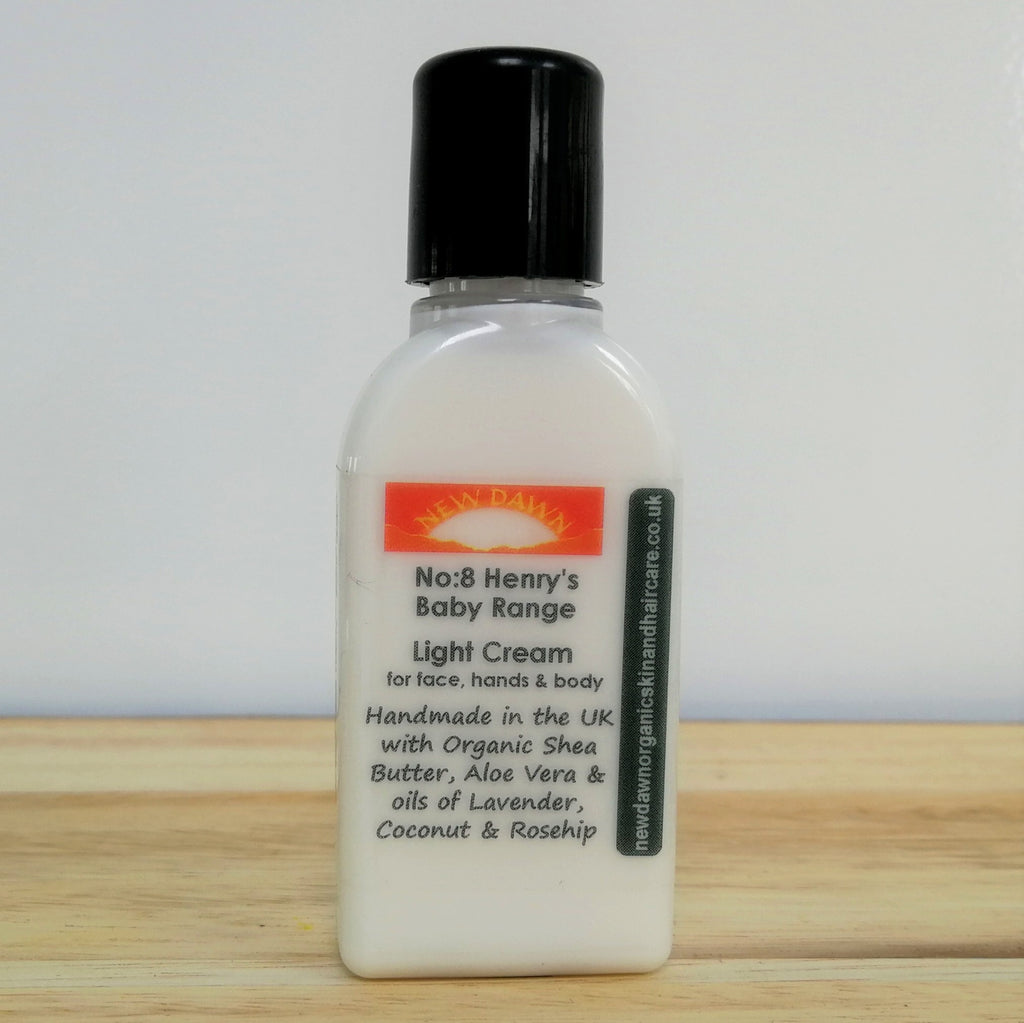 NEW DAWN
No:8 Henry's
Baby Range
Light Cream
for face, hands & body
Handmade in the UK
with Organic Shea
Butter, Aloe Vera &
oils of Lavender,
Coconut & Rosehip
newdawnorganicskinandhaircare.co.uk